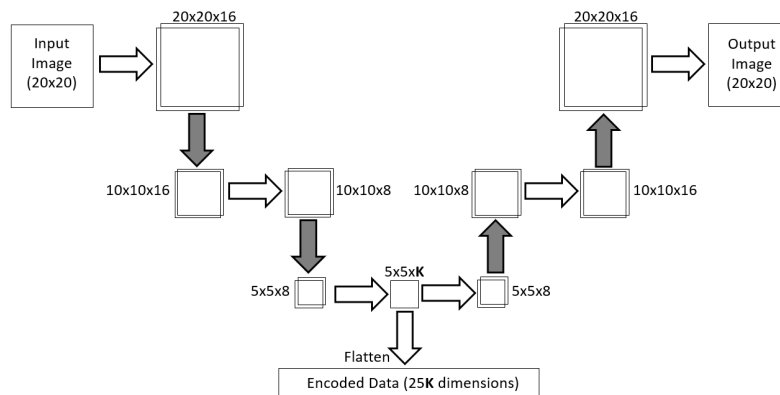 20x20x16
20x20x16
Input
Image
(20x20)
Output
Image
(20x20)
10x10x16
10x10x8
10x10x8
10x10x16
5x5xK
5x5x8
5x5x8
Flatten
Encoded Data (25K dimensions)